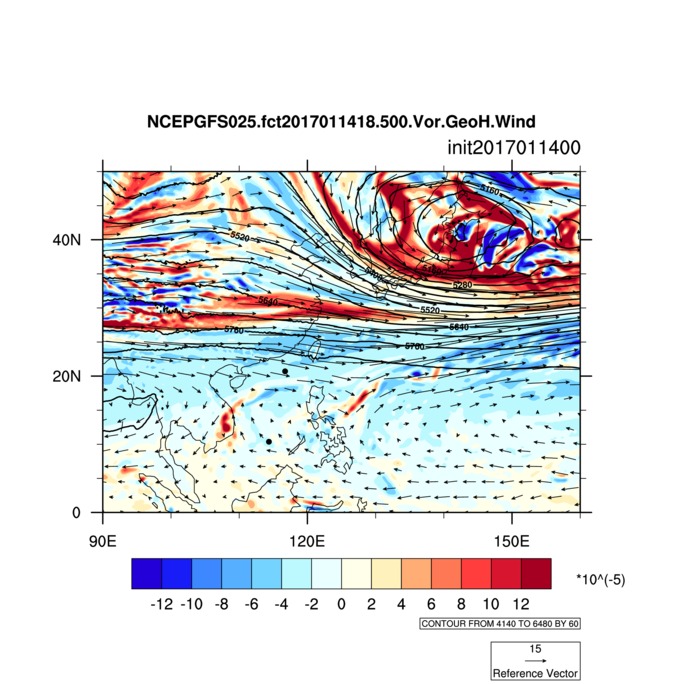 NCEPGFS025.fct2017011418.500.Vor.GeoH.Wind
init2017011400
5160
5520
40N
5280
5640
5520
5640
5760
5760
20N
0
90E 120E 150E
-12 -10 -8 -6 -4 -2 0 2 4 6 8 10 12
*10^(-5)
CONTOUR FROM 4140 TO 6480 BY 60
15
Reference Vector